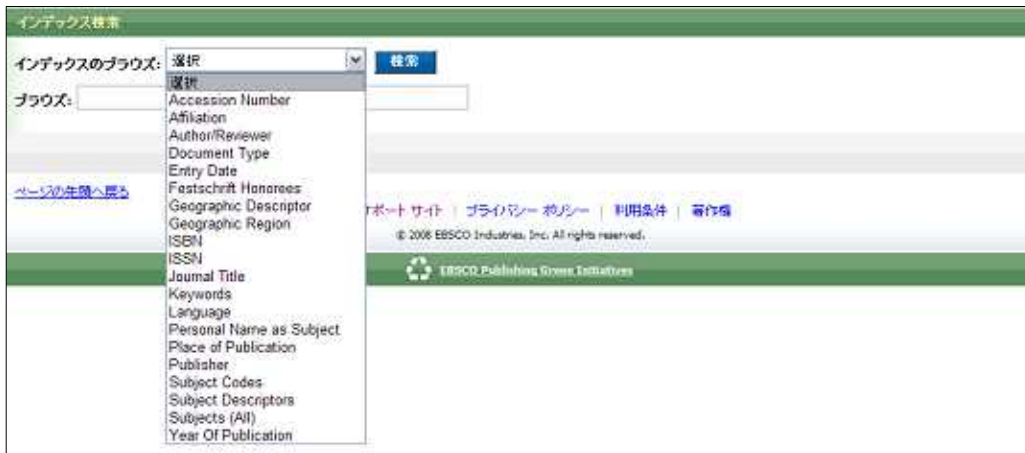 インデックス検索
インデックスのブラウズ: 選択 検索
選択
ブラウズ:
Accession Number
Affiliation
Author/Reviewer
Document Type
Entry Date
Festschrift Honorees
Geographic Descriptor
Geographic Region
ISBN
ISSN
Journal Title
Keywords
Language
Personal Name as Subject
Place of Publication
Publisher
Subject Codes
Subject Descriptors
Subjects (All)
Year Of Publication
ページの先頭へ戻る
ポート サイト | プライバシー ポリシー | 利用条件 | 著作権
© 2008 EBSCO Industries, Inc. All rights reserved.
EBSCO Publishing Green Initiatives